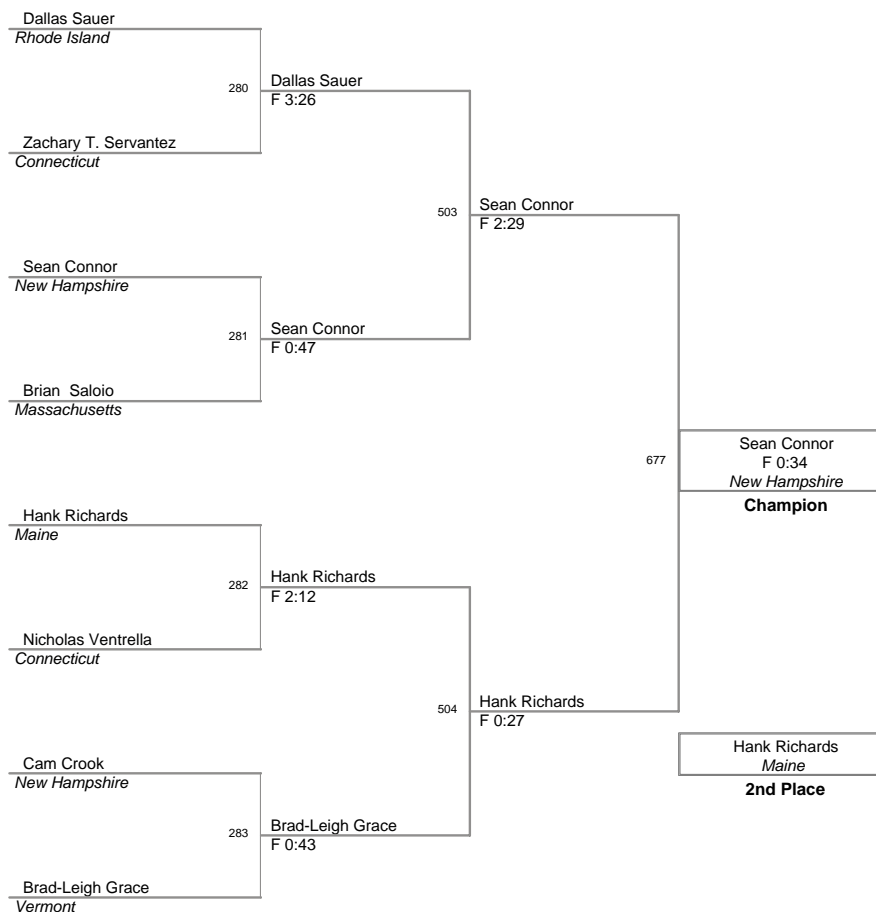 Dallas Sauer
Rhode Island
280
Dallas Sauer
F 3:26
Zachary T. Servantez
Connecticut
503
Sean Connor
F 2:29
Sean Connor
New Hampshire
281
Sean Connor
F 0:47
Brian  Saloio
Massachusetts
677
Sean Connor
F 0:34
New Hampshire
Champion
Hank Richards
Maine
282
Hank Richards
F 2:12
Nicholas Ventrella
Connecticut
504
Hank Richards
F 0:27
Hank Richards
Maine
2nd Place
Cam Crook
New Hampshire
283
Brad-Leigh Grace
F 0:43
Brad-Leigh Grace
Vermont